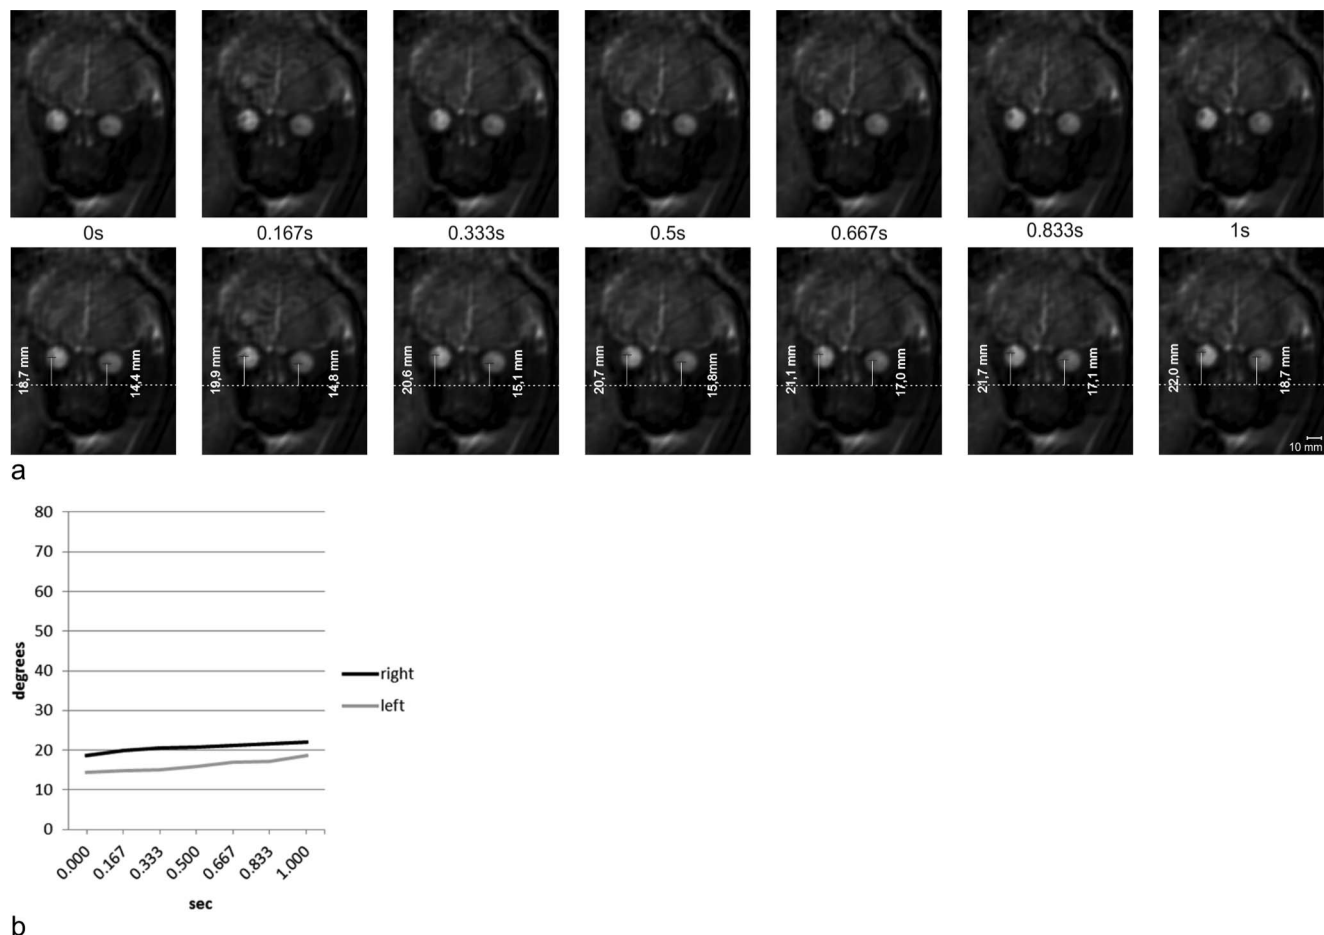 0s 0.167s 0.333s 0.5s 0.667s 0.833s 1s
18,7 mm 14,4 mm 19,9 mm 14,8 mm 20,6 mm 15,1 mm 20,7 mm 15,8mm 21,1 mm 17,0 mm 21,7 mm 17,1 mm 22,0 mm 18,7 mm
10 mm
a
80
70
60
50
40
30
20
10
0
degrees
right
left
0.000 0.167 0.333 0.500 0.667 0.833 1.000
sec
b